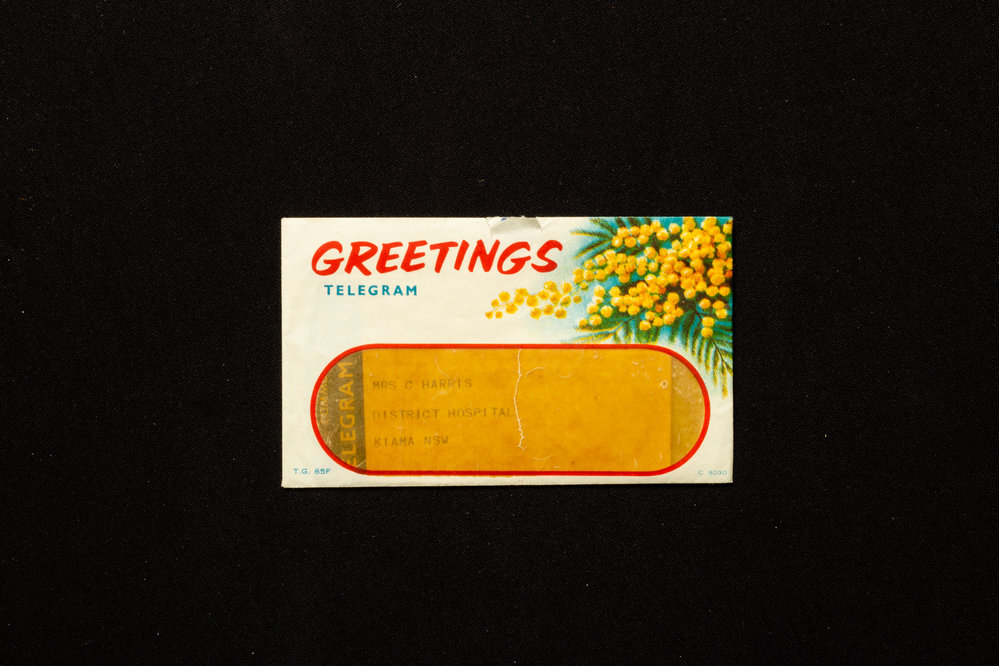 GREETINGS
TELEGRAM
TELEGRAM
MRS C HARRIS
DISTRICT HOSPITAL
KIAMA NSW
T.G. 65F
C 8030